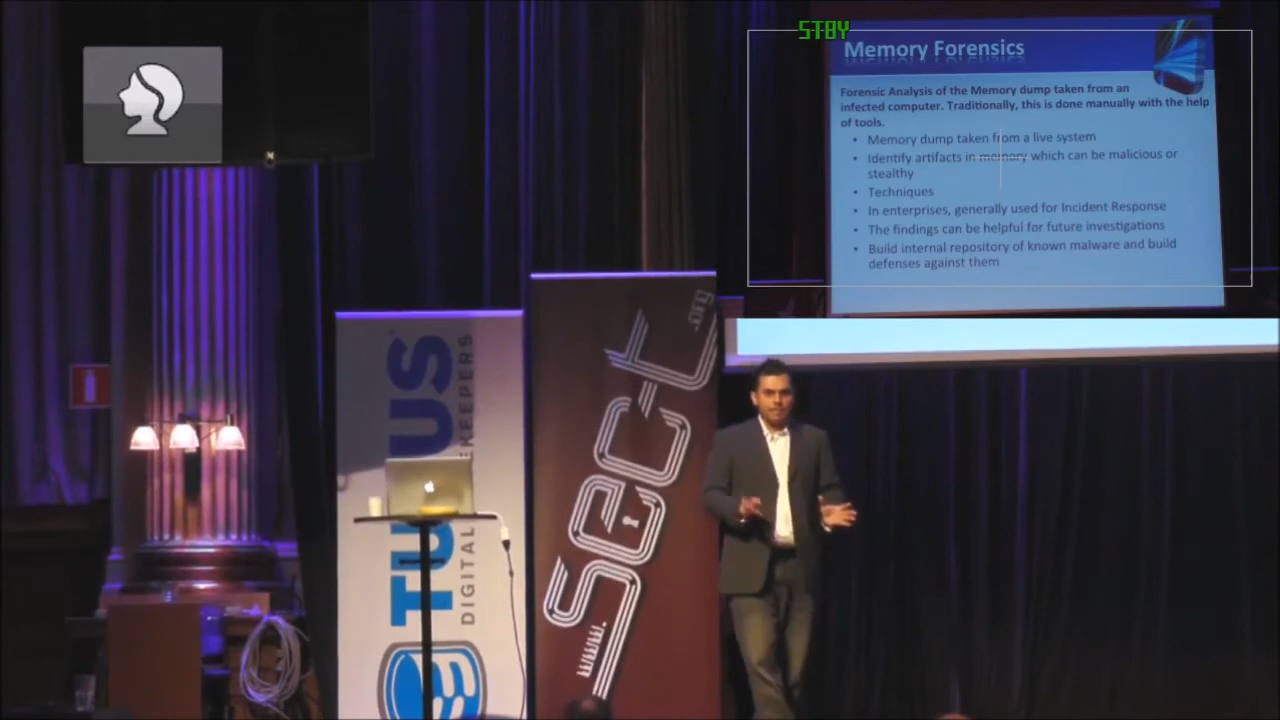 STBY
Memory Forensics
Forensic Analysis of the Memory dump taken from an
infected computer. Traditionally, this is done manually with the help
of tools.
• Memory dump taken from a live system
• Identify artifacts in memory which can be malicious or
stealthy
• Techniques
• In enterprises, generally used for Incident Response
• The findings can be helpful for future investigations
• Build internal repository of known malware and build
defenses against them
DIGITAL
www.sec-t.org